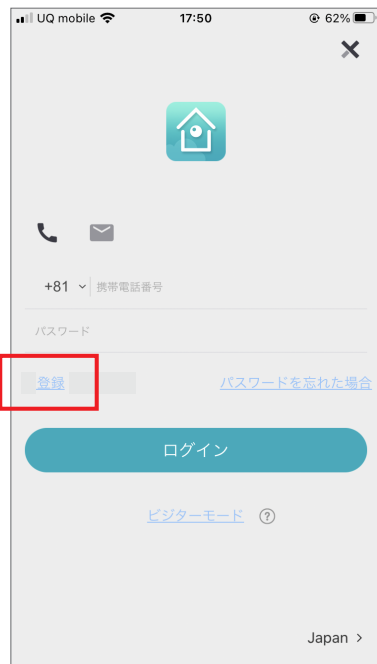 UQ mobile 17:50 62%
+81 携帯電話番号
パスワード
登録 パスワードを忘れた場合
ログイン
ビジターモード ?
Japan >